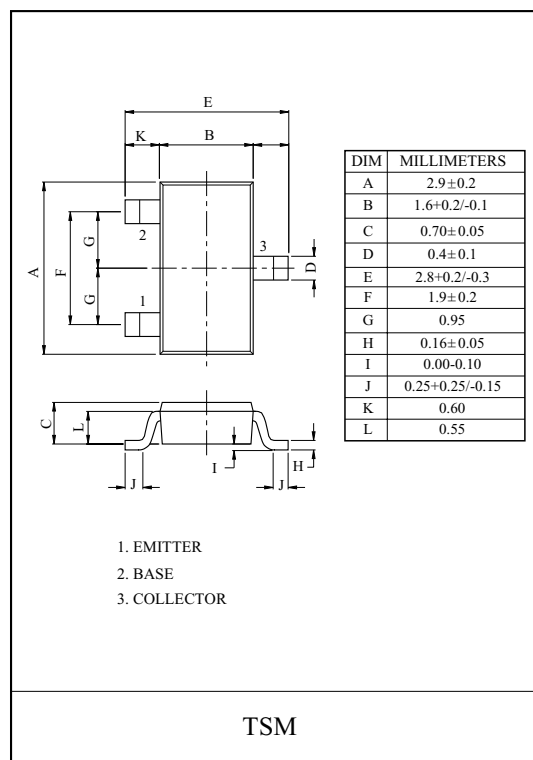 E
K B
DIM MILLIMETERS
A 2.9±0.2
B 1.6+0.2/-0.1
C 0.70±0.05
D 0.4±0.1
E 2.8+0.2/-0.3
F 1.9±0.2
G 0.95
H 0.16±0.05
I 0.00-0.10
J 0.25+0.25/-0.15
K 0.60
L 0.55
2 3
G
A F D
G
1
C L I H
J J
1. EMITTER
2. BASE
3. COLLECTOR
TSM